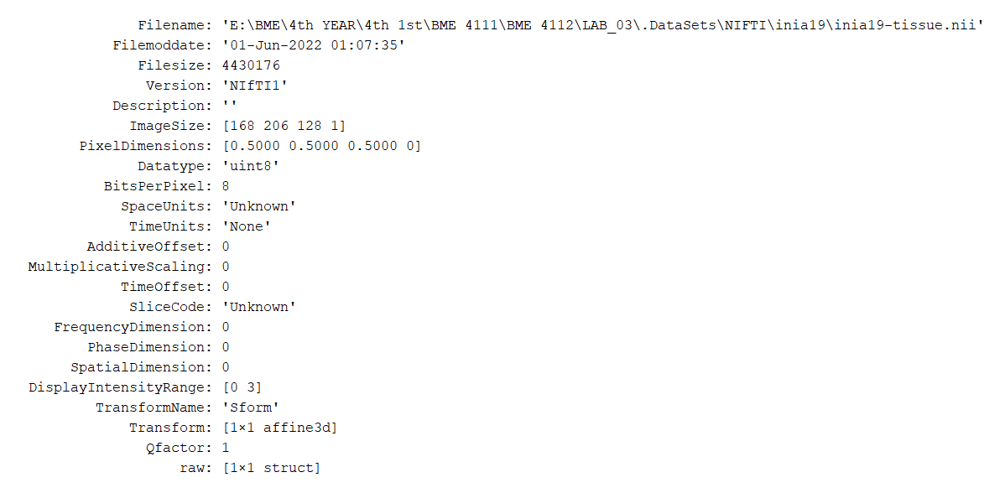 Filename: 'E:\BME\4th YEAR\4th 1st\BME 4111\BME 4112\LAB_03\.DataSets\NIFTI\inia19\inia19-tissue.nii'
Filemoddate: '01-Jun-2022 01:07:35'
Filesize: 4430176
Version: 'NIfTI1'
Description: ''
ImageSize: [168 206 128 1]
PixelDimensions: [0.5000 0.5000 0.5000 0]
Datatype: 'uint8'
BitsPerPixel: 8
SpaceUnits: 'Unknown'
TimeUnits: 'None'
AdditiveOffset: 0
MultiplicativeScaling: 0
TimeOffset: 0
SliceCode: 'Unknown'
FrequencyDimension: 0
PhaseDimension: 0
SpatialDimension: 0
DisplayIntensityRange: [0 3]
TransformName: 'Sform'
Transform: [1×1 affine3d]
Qfactor: 1
raw: [1×1 struct]